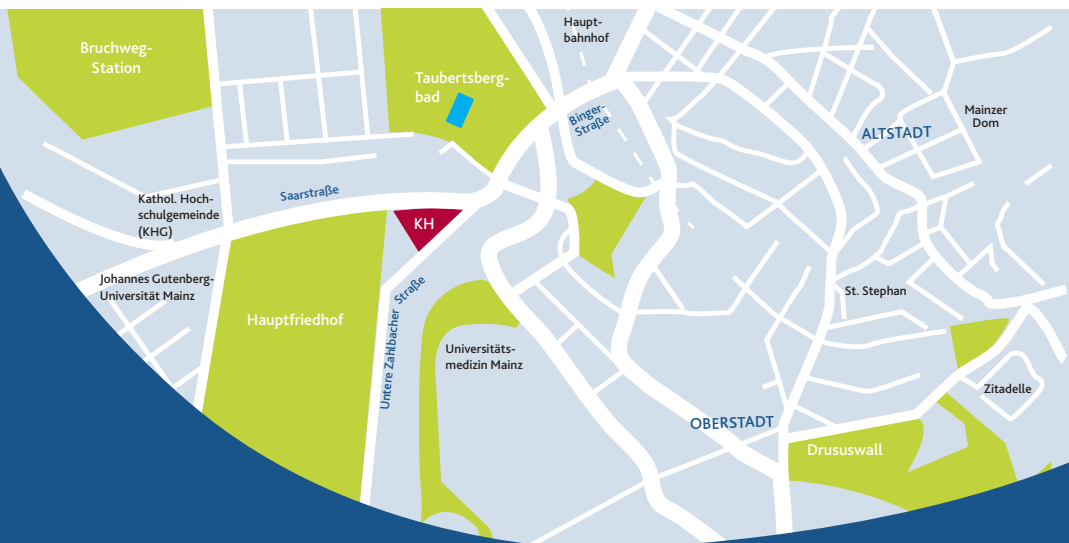 Bruchweg-
Station
Haupt-
bahnhof
Taubertsberg-
bad
Binger-
Straße
Mainzer
Dom
ALTSTADT
Saarstraße
Kathol. Hoch-
schulgemeinde
(KHG)
KH
Johannes Gutenberg-
Universität Mainz
Untere Zahlbacher Straße
St. Stephan
Hauptfriedhof
Universitäts-
medizin Mainz
Zitadelle
OBERSTADT
Drususwall